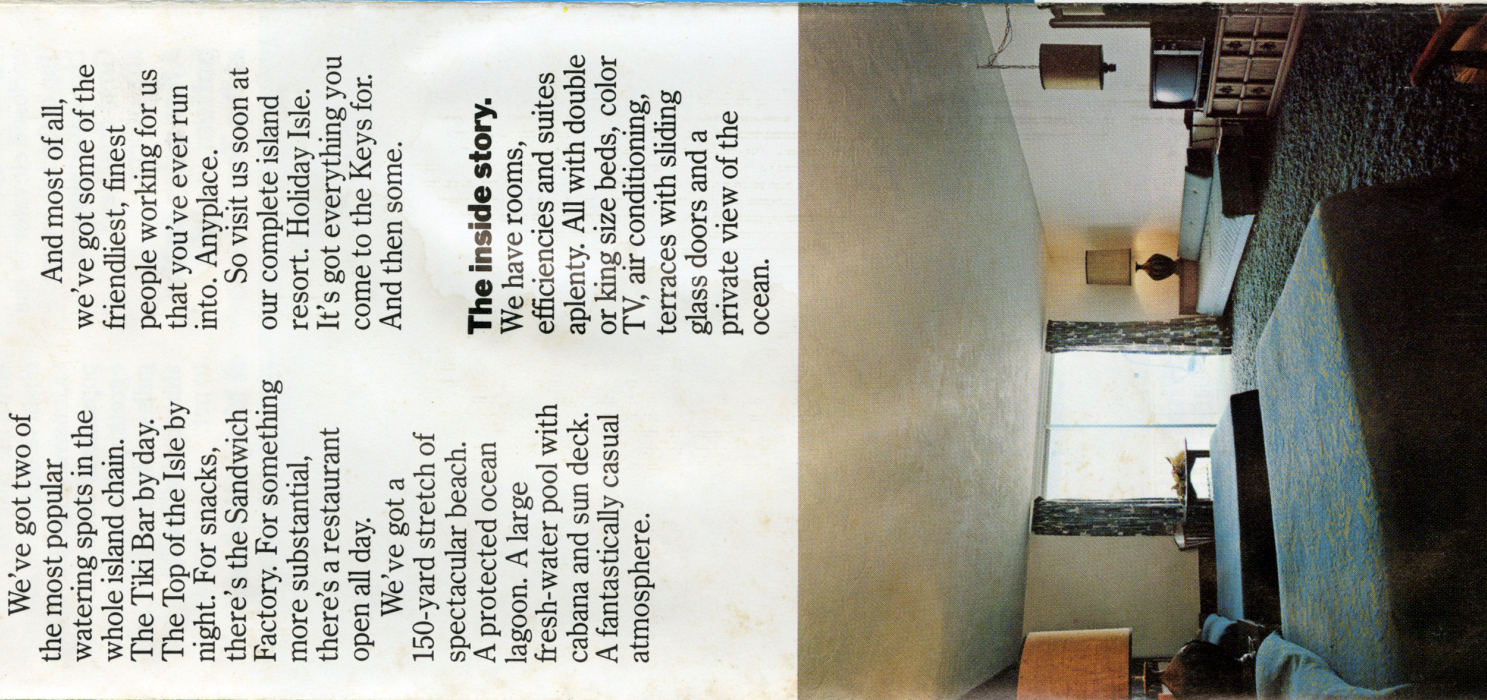 We've got two of
the most popular
watering spots in the
whole island chain.
The Tiki Bar by day.
The Top of the Isle by
night. For snacks,
there's the Sandwich
Factory. For something
more substantial,
there's a restaurant
open all day.
We've got a
150-yard stretch of
spectacular beach.
A protected ocean
lagoon. A large
fresh-water pool with
cabana and sun deck.
A fantastically casual
atmosphere.
And most of all,
we've got some of the
friendliest, finest
people working for us
that you've ever run
into. Anyplace.
So visit us soon at
our complete island
resort. Holiday Isle.
It's got everything you
come to the Keys for.
And then some.
The inside story.
We have rooms,
efficiencies and suites
aplenty. All with double
or king size beds, color
TV, air conditioning,
terraces with sliding
glass doors and a
private view of the
ocean.